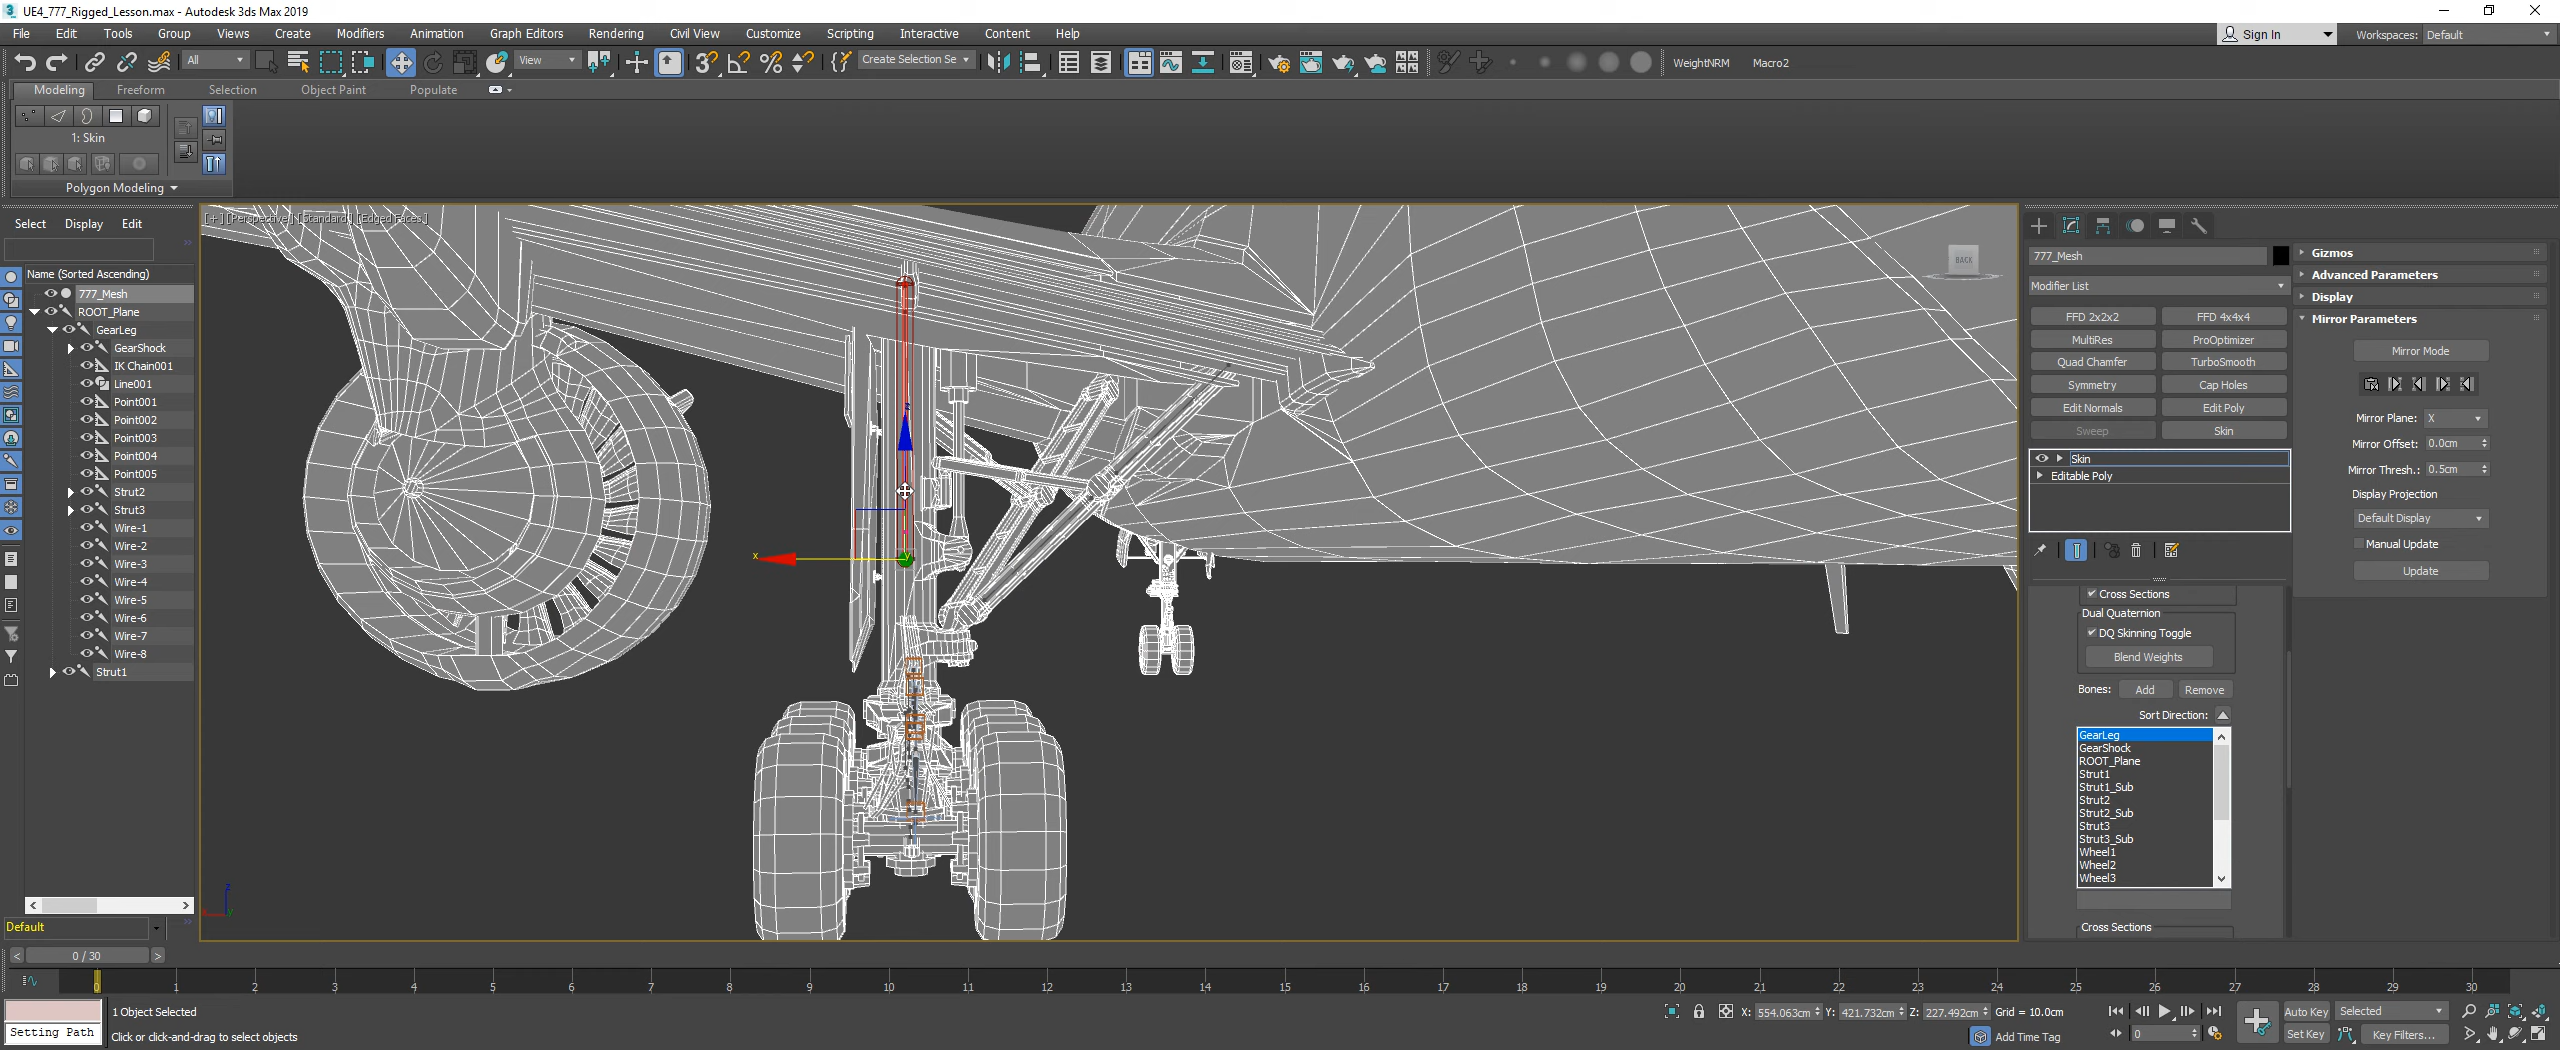 UE4_777_Rigged_Lesson.max - Autodesk 3ds Max 2019
File Edit Tools Group Views Create Modifiers Animation Graph Editors Rendering Civil View Customize Scripting Interactive Content Help
Sign In
Workspaces: Default
All
View
Create Selection Se
WeightNRM
Macro2
Modeling Freeform Selection Object Paint Populate
1: Skin
Polygon Modeling
Select Display Edit
Name (Sorted Ascending)
777_Mesh
ROOT_Plane
GearLeg
GearShock
IK Chain001
Line001
Point001
Point002
Point003
Point004
Point005
Strut2
Strut3
Wire-1
Wire-2
Wire-3
Wire-4
Wire-5
Wire-6
Wire-7
Wire-8
Strut1
Default
[+] [Perspective] [Standard] [Edged Faces]
BACK
x
z
y
777_Mesh
Modifier List
FFD 2x2x2 FFD 4x4x4
MultiRes ProOptimizer
Quad Chamfer TurboSmooth
Symmetry Cap Holes
Edit Normals Edit Poly
Sweep Skin
Skin
Editable Poly
Cross Sections
Dual Quaternion
DQ Skinning Toggle
Blend Weights
Bones: Add Remove
Sort Direction:
GearLeg
GearShock
ROOT_Plane
Strut1
Strut1_Sub
Strut2
Strut2_Sub
Strut3
Strut3_Sub
Wheel1
Wheel2
Wheel3
Cross Sections
Gizmos
Advanced Parameters
Display
Mirror Parameters
Mirror Mode
Mirror Plane: X
Mirror Offset: 0.0cm
Mirror Thresh.: 0.5cm
Display Projection
Default Display
Manual Update
Update
0 / 30
0 1 2 3 4 5 6 7 8 9 10 11 12 13 14 15 16 17 18 19 20 21 22 23 24 25 26 27 28 29 30
Setting Path
1 Object Selected
Click or click-and-drag to select objects
X: 554.063cm Y: 421.732cm Z: 227.492cm Grid = 10.0cm
Add Time Tag
0
Auto Key Selected
Set Key Key Filters...